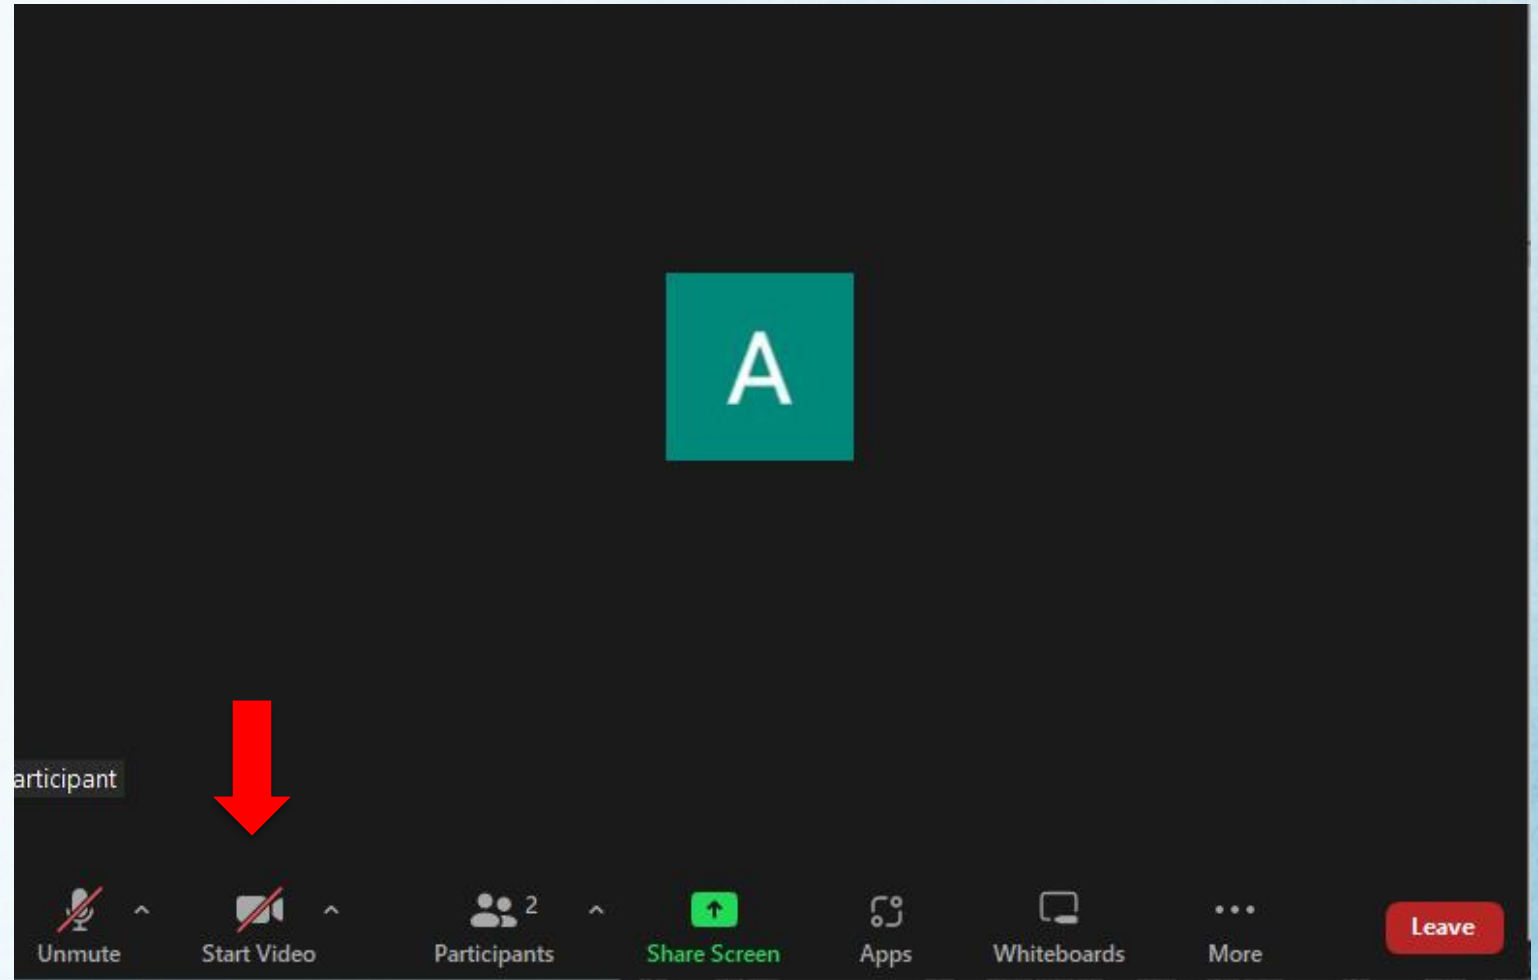 A
articipant
2
Unmute
Start Video
Participants
Share Screen
Apps
Whiteboards
More
Leave